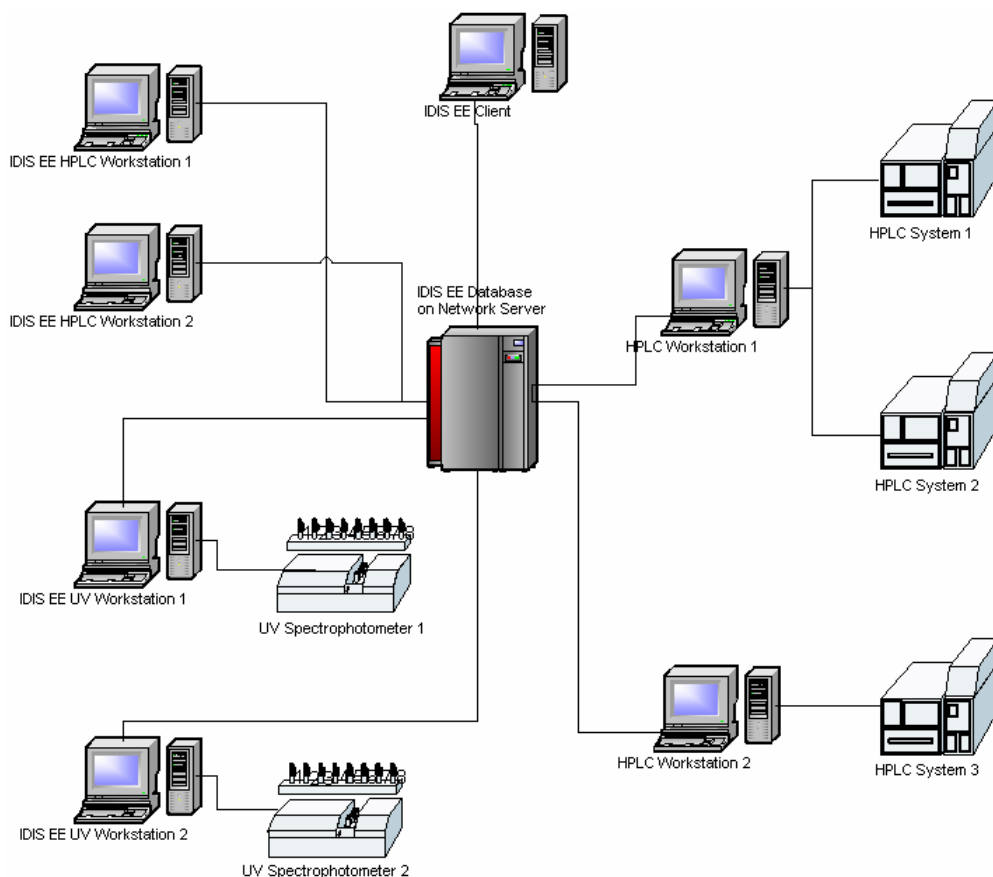 IDIS EE Client
IDIS EE HPLC Workstation 1
HPLC System 1
IDIS EE HPLC Workstation 2
IDIS EE Database
on Network Server
HPLC Workstation 1
HPLC System 2
IDIS EE UV Workstation 1
UV Spectrophotometer 1
HPLC Workstation 2
HPLC System 3
IDIS EE UV Workstation 2
UV Spectrophotometer 2